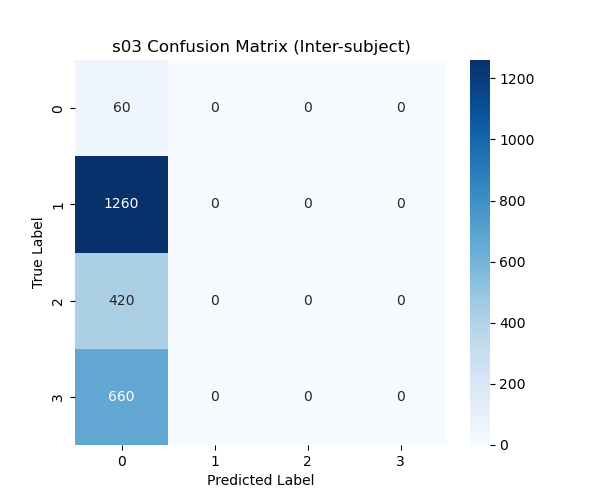 s03 Confusion Matrix (Inter-subject)
True Label
0 60 0 0 0
1 1260 0 0 0
2 420 0 0 0
3 660 0 0 0
0 1 2 3
Predicted Label
1200
1000
800
600
400
200
0